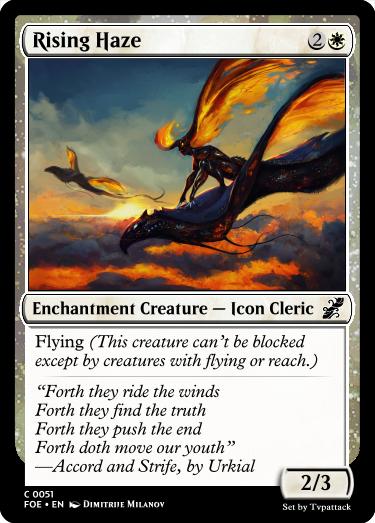 Rising Haze 2
Enchantment Creature — Icon Cleric
Flying (This creature can't be blocked
except by creatures with flying or reach.)
“Forth they ride the winds
Forth they find the truth
Forth they push the end
Forth doth move our youth”
—Accord and Strife, by Urkial
2/3
C 0051
FOE • EN Dimitrije Milanov
Set by Tvpattack